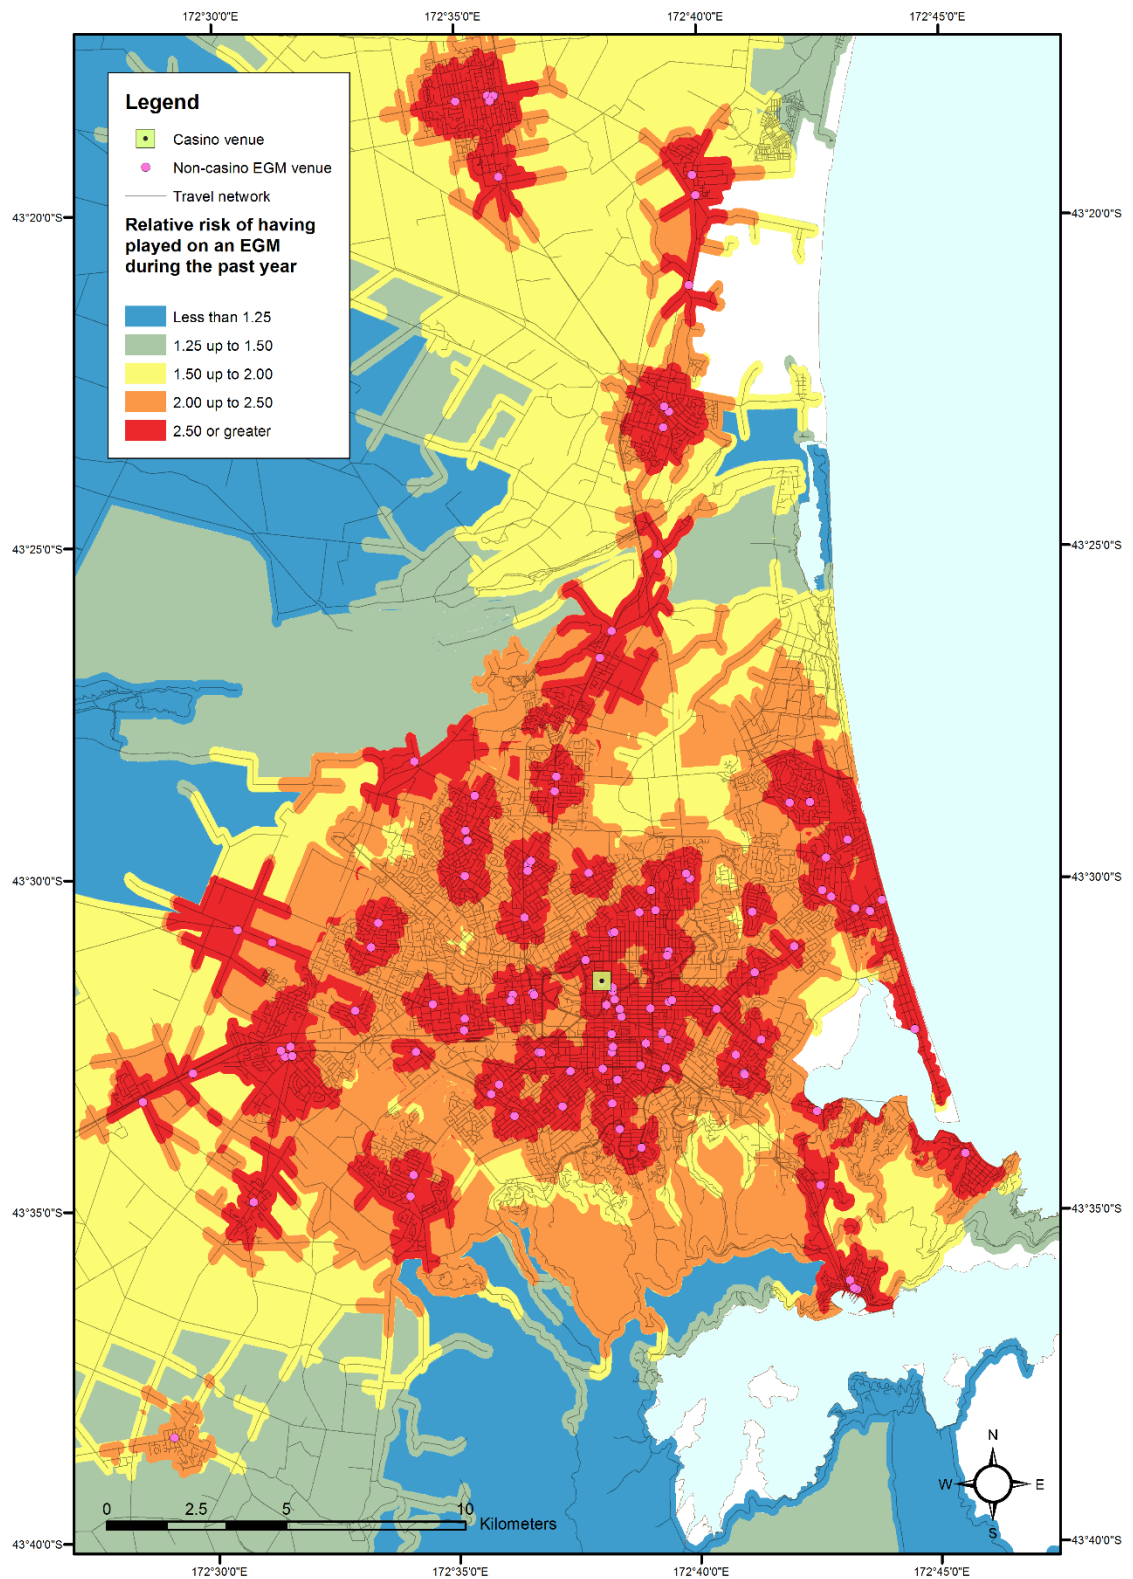 172°30'0"E 172°35'0"E 172°40'0"E 172°45'0"E
Legend
Casino venue
Non-casino EGM venue
Travel network
Relative risk of having
played on an EGM
during the past year
Less than 1.25
1.25 up to 1.50
1.50 up to 2.00
2.00 up to 2.50
2.50 or greater
43°20'0"S 43°20'0"S
43°25'0"S 43°25'0"S
43°30'0"S 43°30'0"S
43°35'0"S 43°35'0"S
N
W E
S
0 2.5 5 10
Kilometers
43°40'0"S 43°40'0"S
172°30'0"E 172°35'0"E 172°40'0"E 172°45'0"E